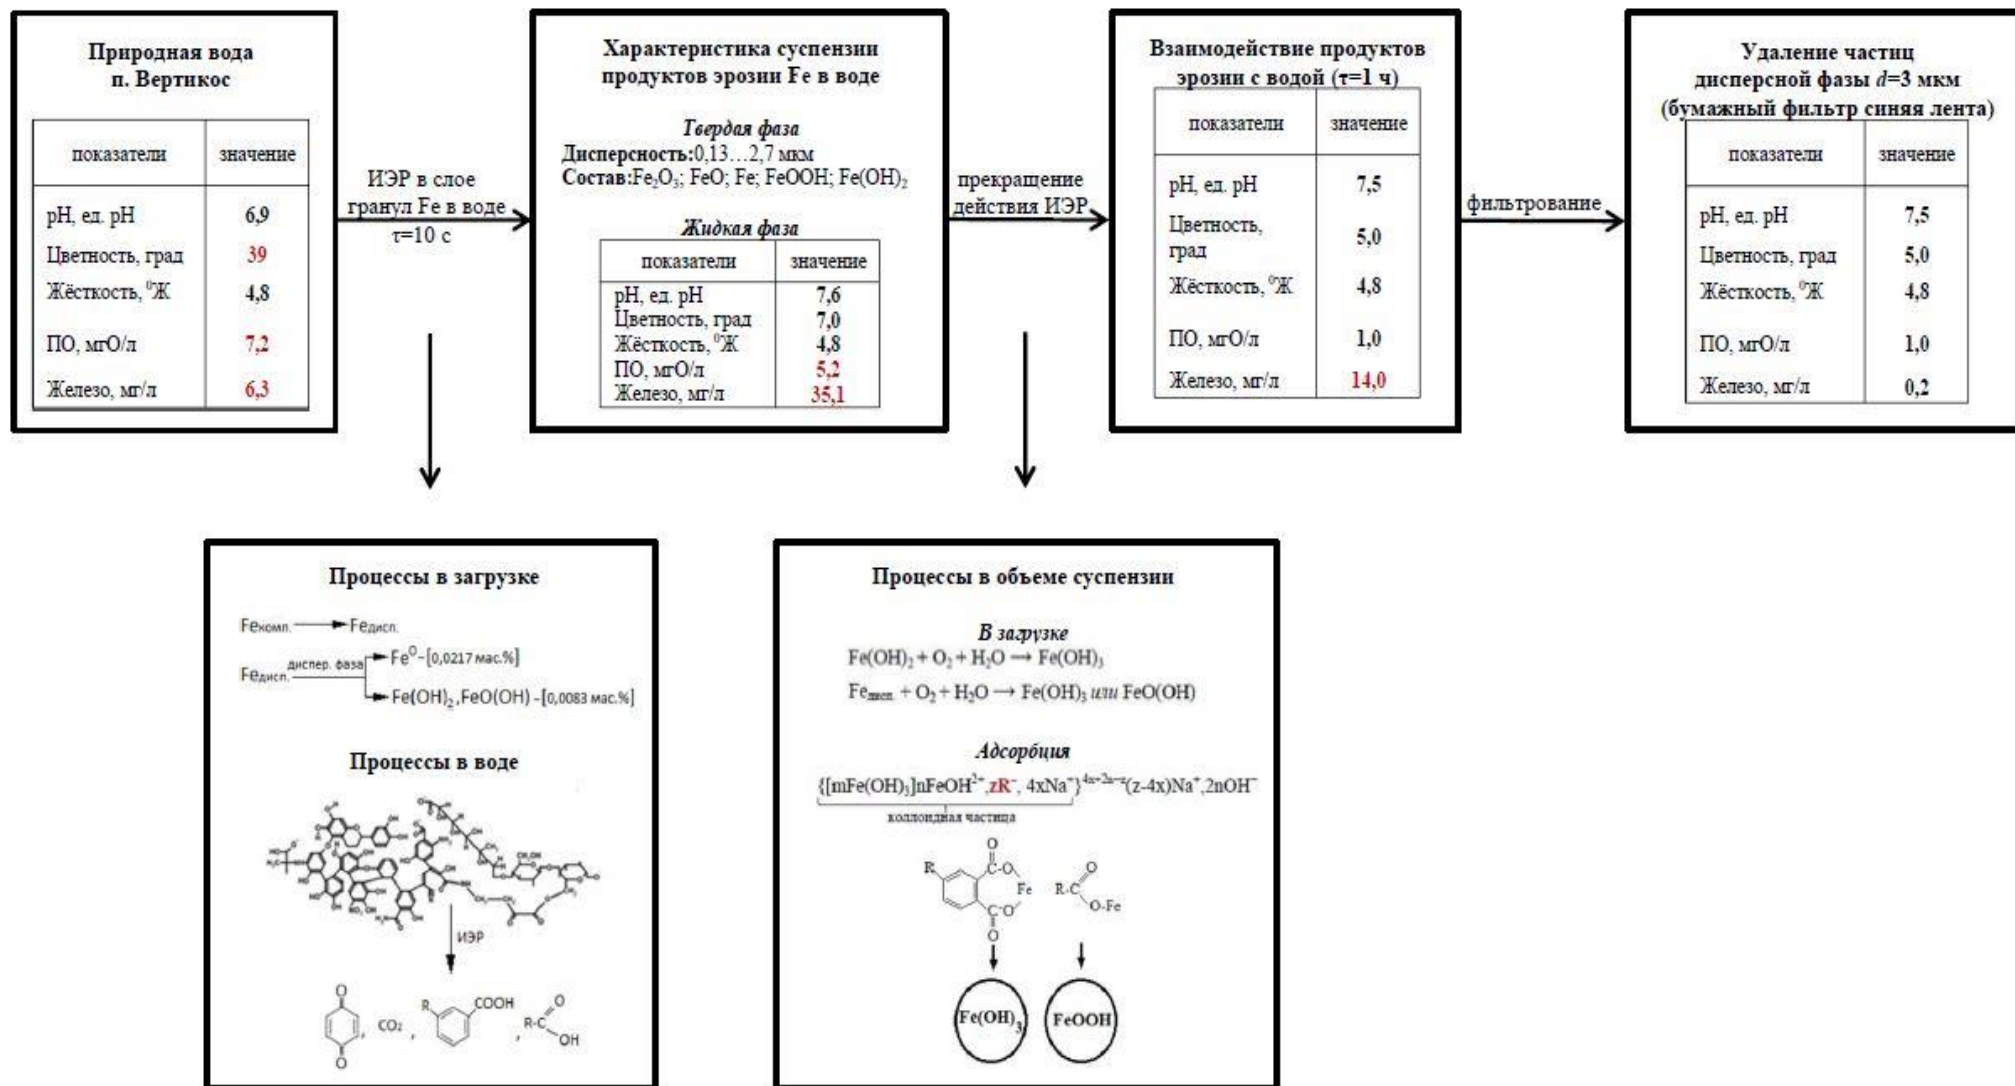 Природная вода
п. Вертикос
показатели значение
pH, ед. pH 6,9
Цветность, град 39
Жёсткость, ⁰Ж 4,8
ПО, мгО/л 7,2
Железо, мг/л 6,3
ИЭР в слое
гранул Fe в воде
τ=10 с
Характеристика суспензии
продуктов эрозии Fe в воде
Твердая фаза
Дисперсность:0,13…2,7 мкм
Состав:Fe₂O₃; FeO; Fe; FeOOH; Fe(OH)₂
Жидкая фаза
показатели значение
pH, ед. pH 7,6
Цветность, град 7,0
Жёсткость, ⁰Ж 4,8
ПО, мгО/л 5,2
Железо, мг/л 35,1
прекращение
действия ИЭР
Взаимодействие продуктов
эрозии с водой (τ=1 ч)
показатели значение
pH, ед. pH 7,5
Цветность,
град 5,0
Жёсткость, ⁰Ж 4,8
ПО, мгО/л 1,0
Железо, мг/л 14,0
фильтрование
Удаление частиц
дисперсной фазы d=3 мкм
(бумажный фильтр синяя лента)
показатели значение
pH, ед. pH 7,5
Цветность, град 5,0
Жёсткость, ⁰Ж 4,8
ПО, мгО/л 1,0
Железо, мг/л 0,2
Процессы в загрузке
Feкомп. Feдисп.
Feдисп. диспер. фаза
Fe⁰-[0,0217 мас.%]
Fe(OH)₂,FeO(OH) -[0,0083 мас.%]
Процессы в воде
ИЭР
O
O
, CO₂ ,
R COOH
, R-C O OH
Процессы в объеме суспензии
В загрузке
Fe(OH)₂ + O₂ + H₂O → Fe(OH)₃
Feдисп. + O₂ + H₂O → Fe(OH)₃ или FeO(OH)
Адсорбция
{[mFe(OH)₃]nFeOH²⁺,zR⁻, 4xNa⁺}⁴ˣ⁺²ⁿ⁻ᶻ(z-4x)Na⁺,2nOH⁻
коллоидная частица
R O C O Fe C O O
R-C O O-Fe
Fe(OH)₃ FeOOH